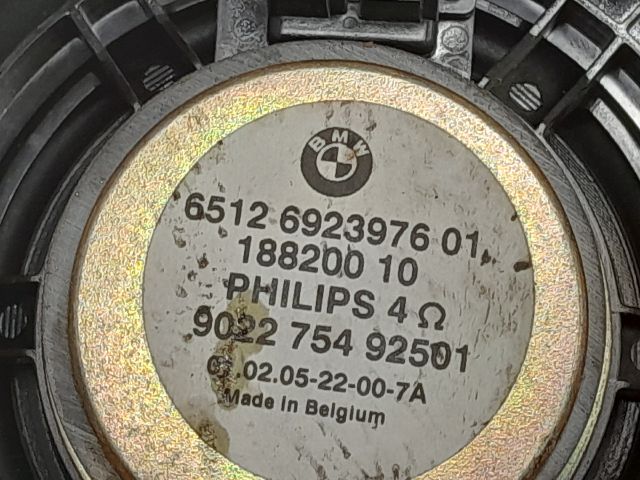 BMW
6512 6923976 01
188200 10
PHILIPS 4 Ω
9022 754 92501
.02.05-22-00-7A
Made in Belgium